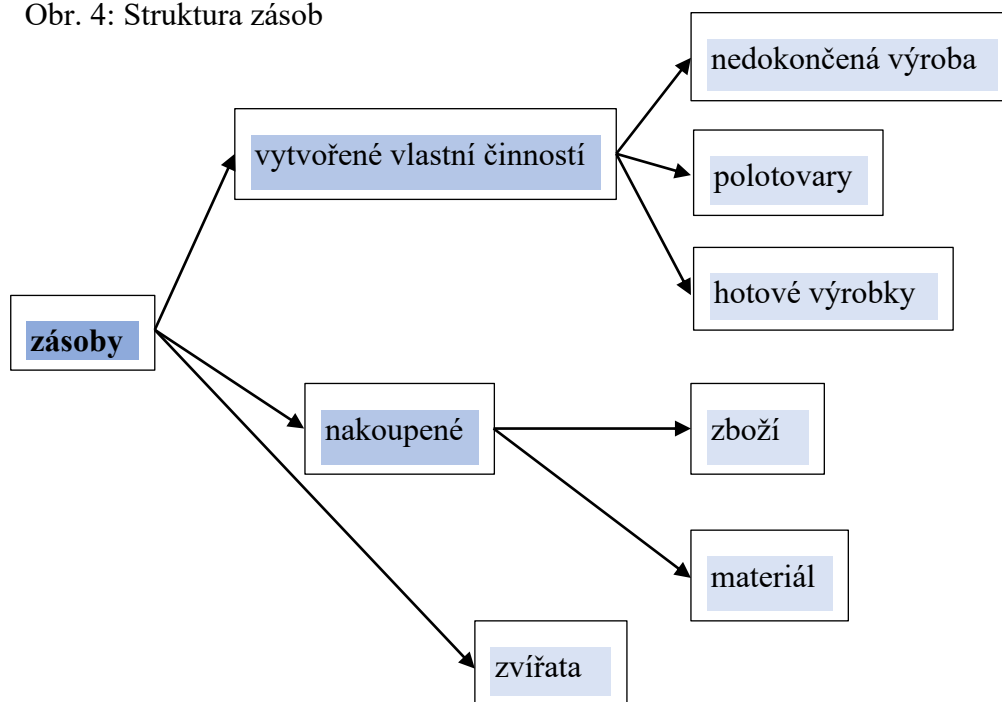 Obr. 4: Struktura zásob
nedokončená výroba
vytvořené vlastní činností
polotovary
hotové výrobky
zásoby
nakoupené
zboží
materiál
zvířata